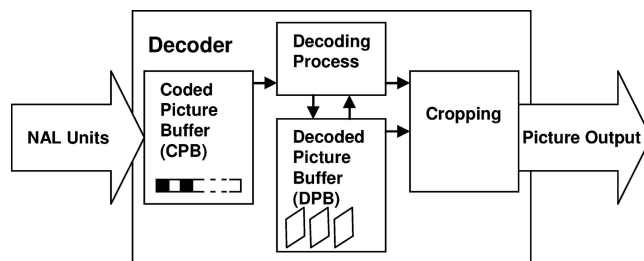 Decoder
NAL Units
Coded
Picture
Buffer
(CPB)
Decoding
Process
Decoded
Picture
Buffer
(DPB)
Cropping
Picture Output